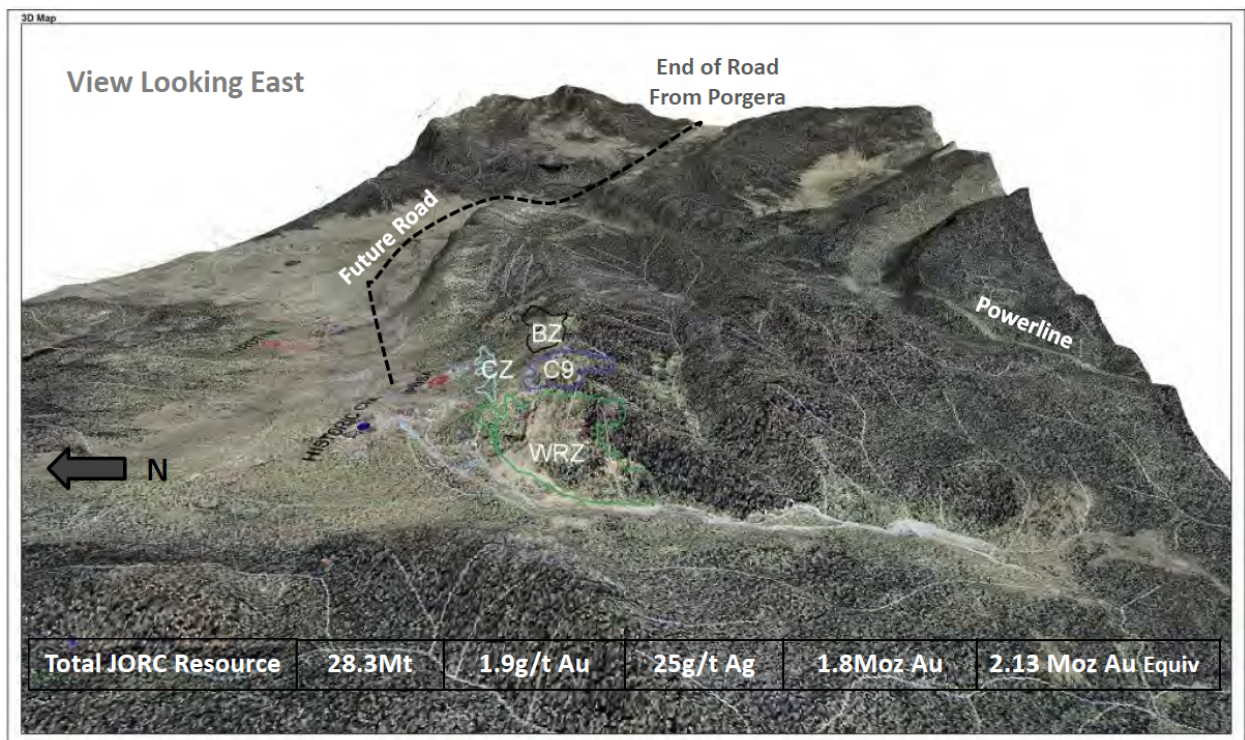 3D Map
View Looking East
End of Road
From Porgera
Future Road
Powerline
BZ
CZ
C9
WRZ
N
Total JORC Resource 28.3Mt 1.9g/t Au 25g/t Ag 1.8Moz Au 2.13 Moz Au Equiv